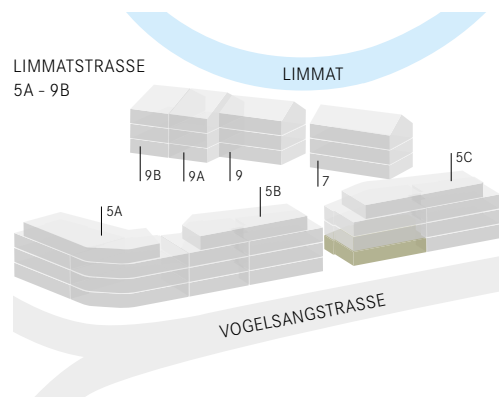 LIMMATSTRASSE
5A - 9B
LIMMAT
9B
9A
9
7
5C
5B
5A
VOGELSANGSTRASSE